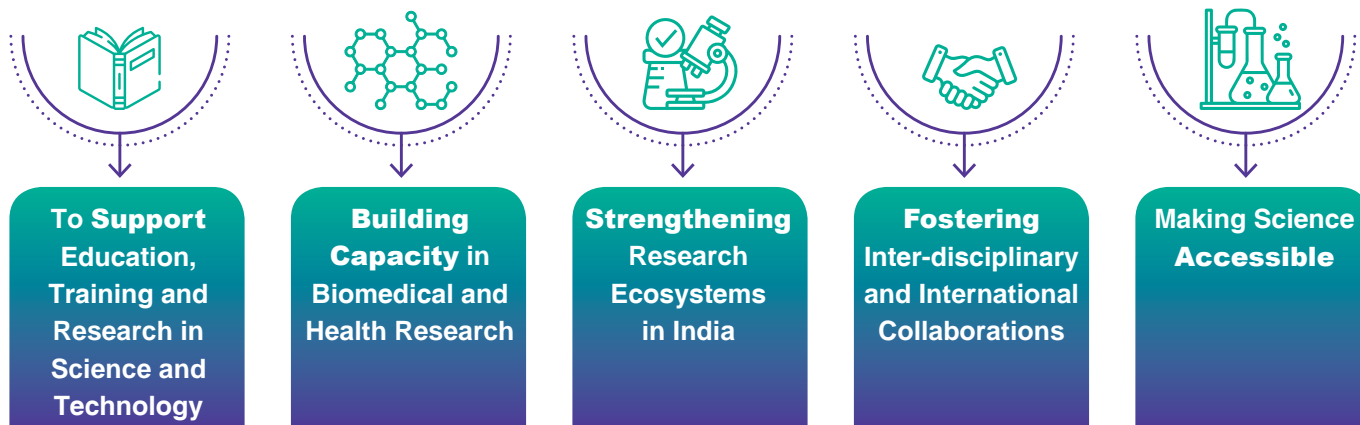 To Support
Education,
Training and
Research in
Science and
Technology
Building
Capacity in
Biomedical and
Health Research
Strengthening
Research
Ecosystems
in India
Fostering
Inter-disciplinary
and International
Collaborations
Making Science
Accessible